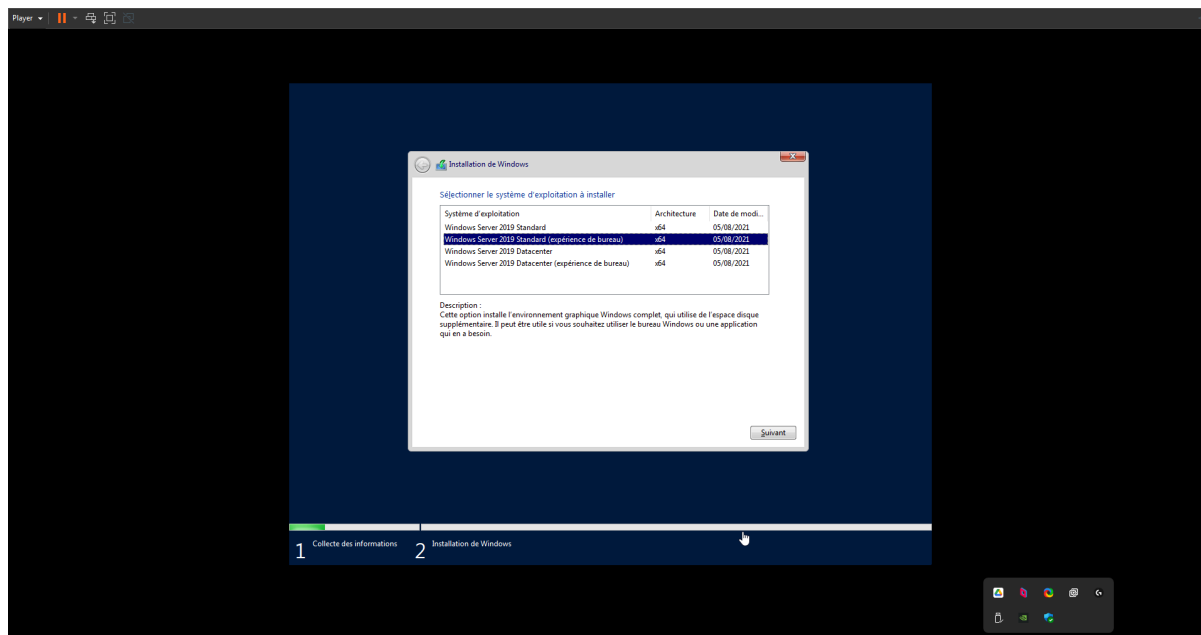 Player
Installation de Windows
Sélectionner le système d'exploitation à installer
Système d'exploitation Architecture Date de modi...
Windows Server 2019 Standard x64 05/08/2021
Windows Server 2019 Standard (expérience de bureau) x64 05/08/2021
Windows Server 2019 Datacenter x64 05/08/2021
Windows Server 2019 Datacenter (expérience de bureau) x64 05/08/2021
Description :
Cette option installe l'environnement graphique Windows complet, qui utilise de l'espace disque
supplémentaire. Il peut être utile si vous souhaitez utiliser le bureau Windows ou une application
qui en a besoin.
Suivant
1 Collecte des informations 2 Installation de Windows